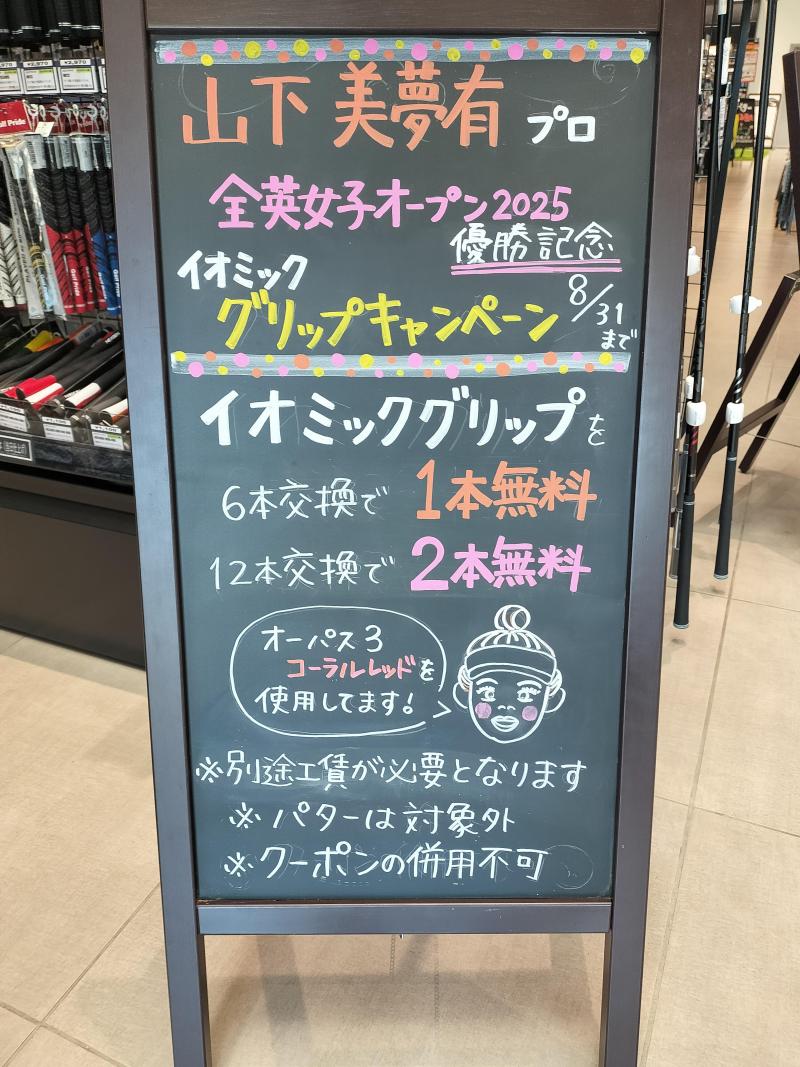 山下 美夢有 プロ
全英女子オープン2025
優勝記念
イオミック
グリップキャンペーン 8/31まで
イオミックグリップを
6本交換で 1本無料
12本交換で 2本無料
オーパス3
コーラルレッドを
使用してます!
※別途工賃が必要となります
※パターは対象外
※クーポンの併用不可
Golf Pride
¥2,970